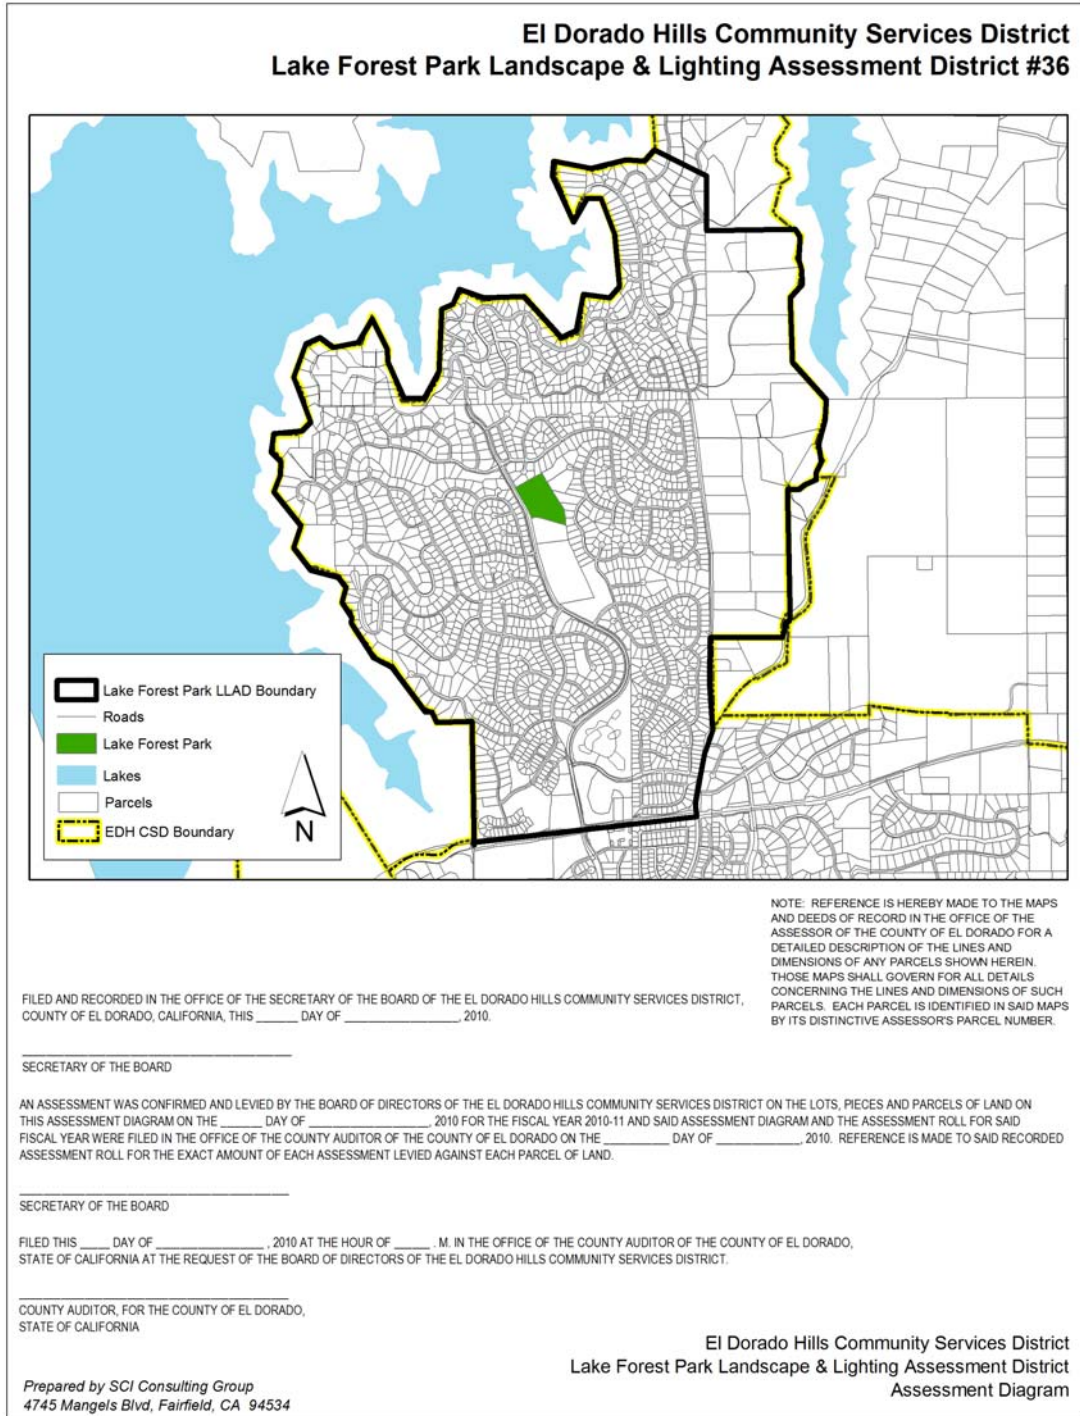 El Dorado Hills Community Services District
Lake Forest Park Landscape & Lighting Assessment District #36
Lake Forest Park LLAD Boundary
Roads
Lake Forest Park
Lakes
Parcels
EDH CSD Boundary
N
NOTE: REFERENCE IS HEREBY MADE TO THE MAPS
AND DEEDS OF RECORD IN THE OFFICE OF THE
ASSESSOR OF THE COUNTY OF EL DORADO FOR A
DETAILED DESCRIPTION OF THE LINES AND
DIMENSIONS OF ANY PARCELS SHOWN HEREIN.
THOSE MAPS SHALL GOVERN FOR ALL DETAILS
CONCERNING THE LINES AND DIMENSIONS OF SUCH
PARCELS. EACH PARCEL IS IDENTIFIED IN SAID MAPS
BY ITS DISTINCTIVE ASSESSOR'S PARCEL NUMBER.
FILED AND RECORDED IN THE OFFICE OF THE SECRETARY OF THE BOARD OF THE EL DORADO HILLS COMMUNITY SERVICES DISTRICT,
COUNTY OF EL DORADO, CALIFORNIA, THIS ______ DAY OF _________________, 2010.
SECRETARY OF THE BOARD
AN ASSESSMENT WAS CONFIRMED AND LEVIED BY THE BOARD OF DIRECTORS OF THE EL DORADO HILLS COMMUNITY SERVICES DISTRICT ON THE LOTS, PIECES AND PARCELS OF LAND ON
THIS ASSESSMENT DIAGRAM ON THE ______ DAY OF _________________, 2010 FOR THE FISCAL YEAR 2010-11 AND SAID ASSESSMENT DIAGRAM AND THE ASSESSMENT ROLL FOR SAID
FISCAL YEAR WERE FILED IN THE OFFICE OF THE COUNTY AUDITOR OF THE COUNTY OF EL DORADO ON THE __________ DAY OF ____________, 2010. REFERENCE IS MADE TO SAID RECORDED
ASSESSMENT ROLL FOR THE EXACT AMOUNT OF EACH ASSESSMENT LEVIED AGAINST EACH PARCEL OF LAND.
SECRETARY OF THE BOARD
FILED THIS ____ DAY OF ________________ , 2010 AT THE HOUR OF _____ . M. IN THE OFFICE OF THE COUNTY AUDITOR OF THE COUNTY OF EL DORADO,
STATE OF CALIFORNIA AT THE REQUEST OF THE BOARD OF DIRECTORS OF THE EL DORADO HILLS COMMUNITY SERVICES DISTRICT.
COUNTY AUDITOR, FOR THE COUNTY OF EL DORADO,
STATE OF CALIFORNIA
El Dorado Hills Community Services District
Lake Forest Park Landscape & Lighting Assessment District
Assessment Diagram
Prepared by SCI Consulting Group
4745 Mangels Blvd, Fairfield, CA 94534